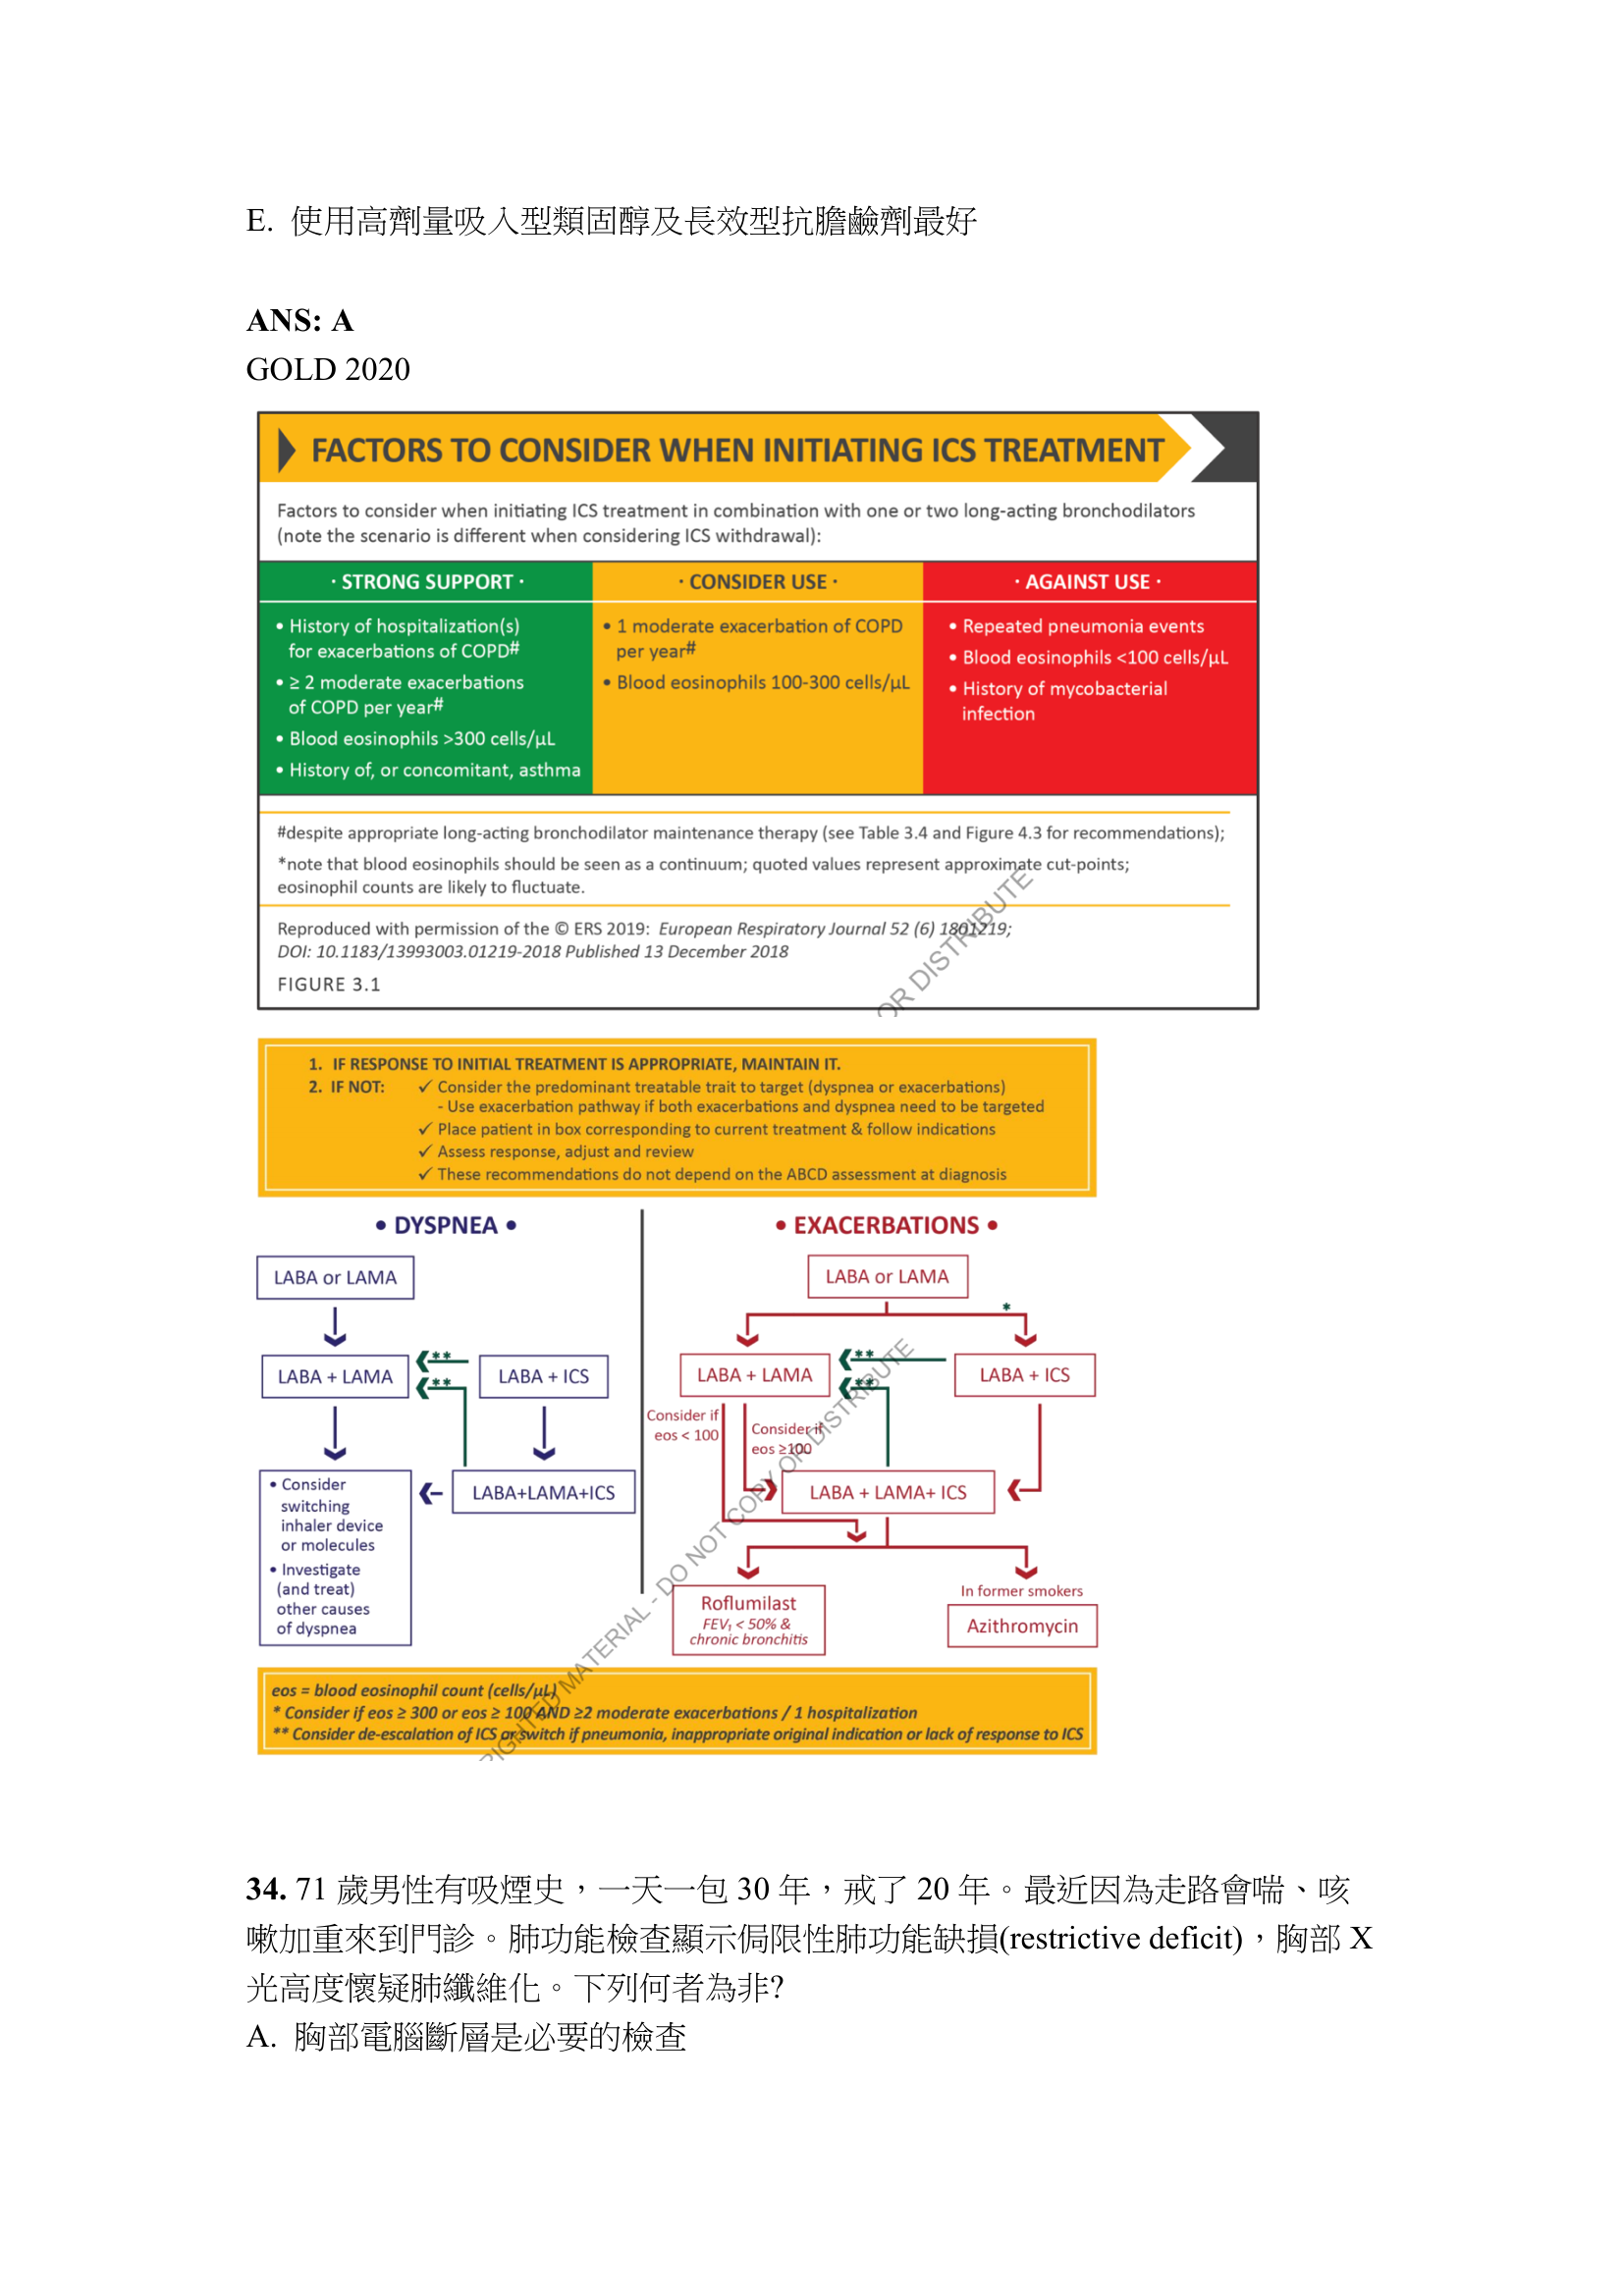 E. 使用高劑量吸入型類固醇及長效型抗膽鹼劑最好
ANS: A
GOLD 2020
FACTORS TO CONSIDER WHEN INITIATING ICS TREATMENT
Factors to consider when initiating ICS treatment in combination with one or two long-acting bronchodilators
(note the scenario is different when considering ICS withdrawal):
· STRONG SUPPORT ·
• History of hospitalization(s)
for exacerbations of COPD#
• ≥ 2 moderate exacerbations
of COPD per year#
• Blood eosinophils >300 cells/µL
• History of, or concomitant, asthma
· CONSIDER USE ·
• 1 moderate exacerbation of COPD
per year#
• Blood eosinophils 100-300 cells/µL
· AGAINST USE ·
• Repeated pneumonia events
• Blood eosinophils <100 cells/µL
• History of mycobacterial
infection
#despite appropriate long-acting bronchodilator maintenance therapy (see Table 3.4 and Figure 4.3 for recommendations);
*note that blood eosinophils should be seen as a continuum; quoted values represent approximate cut-points;
eosinophil counts are likely to fluctuate.
Reproduced with permission of the © ERS 2019: European Respiratory Journal 52 (6) 1801219;
DOI: 10.1183/13993003.01219-2018 Published 13 December 2018
FIGURE 3.1
OR DISTRIBUTE
1. IF RESPONSE TO INITIAL TREATMENT IS APPROPRIATE, MAINTAIN IT.
2. IF NOT: ✓ Consider the predominant treatable trait to target (dyspnea or exacerbations)
- Use exacerbation pathway if both exacerbations and dyspnea need to be targeted
✓ Place patient in box corresponding to current treatment & follow indications
✓ Assess response, adjust and review
✓ These recommendations do not depend on the ABCD assessment at diagnosis
• DYSPNEA •
LABA or LAMA
LABA + LAMA
**
**
LABA + ICS
LABA+LAMA+ICS
• Consider
switching
inhaler device
or molecules
• Investigate
(and treat)
other causes
of dyspnea
• EXACERBATIONS •
LABA or LAMA
*
LABA + LAMA
**
**
LABA + ICS
Consider if
eos < 100
Consider if
eos ≥100
LABA + LAMA+ ICS
Roflumilast
FEV₁ < 50% &
chronic bronchitis
In former smokers
Azithromycin
RIGHTED MATERIAL - DO NOT COPY OR DISTRIBUTE
eos = blood eosinophil count (cells/µL)
* Consider if eos ≥ 300 or eos ≥ 100 AND ≥2 moderate exacerbations / 1 hospitalization
** Consider de-escalation of ICS or switch if pneumonia, inappropriate original indication or lack of response to ICS
34. 71 歲男性有吸煙史，一天一包 30 年，戒了 20 年。最近因為走路會喘、咳
嗽加重來到門診。肺功能檢查顯示侷限性肺功能缺損(restrictive deficit)，胸部 X
光高度懷疑肺纖維化。下列何者為非?
A. 胸部電腦斷層是必要的檢查